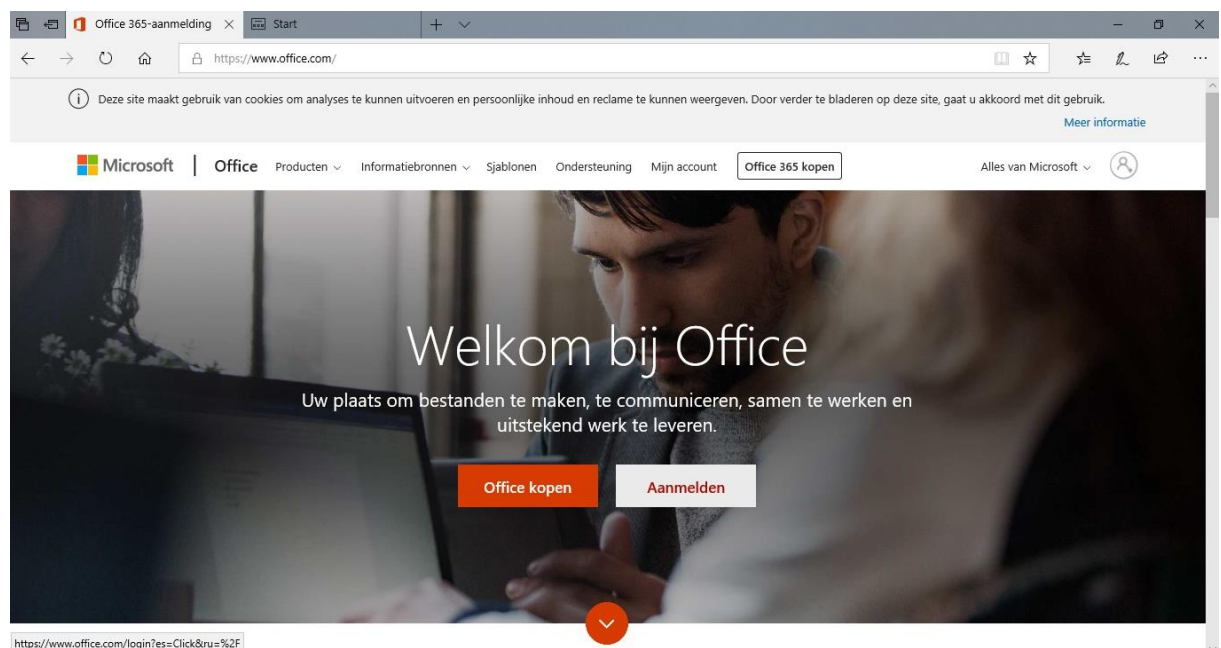 Office 365-aanmelding
Start
https://www.office.com/
Deze site maakt gebruik van cookies om analyses te kunnen uitvoeren en persoonlijke inhoud en reclame te kunnen weergeven. Door verder te bladeren op deze site, gaat u akkoord met dit gebruik.
Meer informatie
Microsoft | Office Producten Informatiebronnen Sjablonen Ondersteuning Mijn account Office 365 kopen Alles van Microsoft
Welkom bij Office
Uw plaats om bestanden te maken, te communiceren, samen te werken en
uitstekend werk te leveren.
Office kopen Aanmelden
https://www.office.com/login?es=Click&ru=%2F